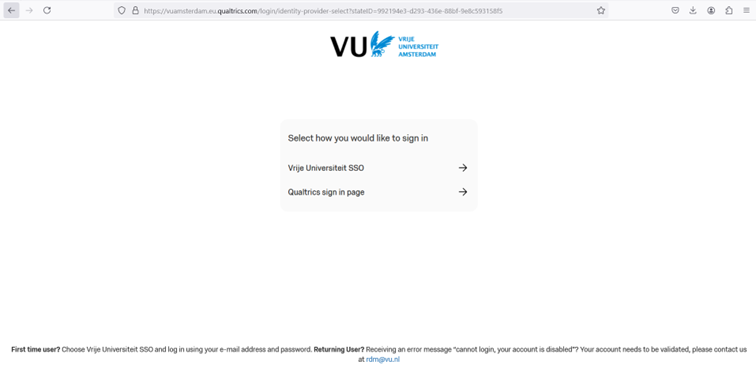 https://vuamsterdam.eu.qualtrics.com/login/identity-provider-select?stateID=992194e3-d293-436e-88bf-9e8c593158f5
VU
VRIJE
UNIVERSITEIT
AMSTERDAM
Select how you would like to sign in
Vrije Universiteit SSO
Qualtrics sign in page
First time user? Choose Vrije Universiteit SSO and log in using your e-mail address and password. Returning User? Receiving an error message “cannot login, your account is disabled”? Your account needs to be validated, please contact us
at rdm@vu.nl